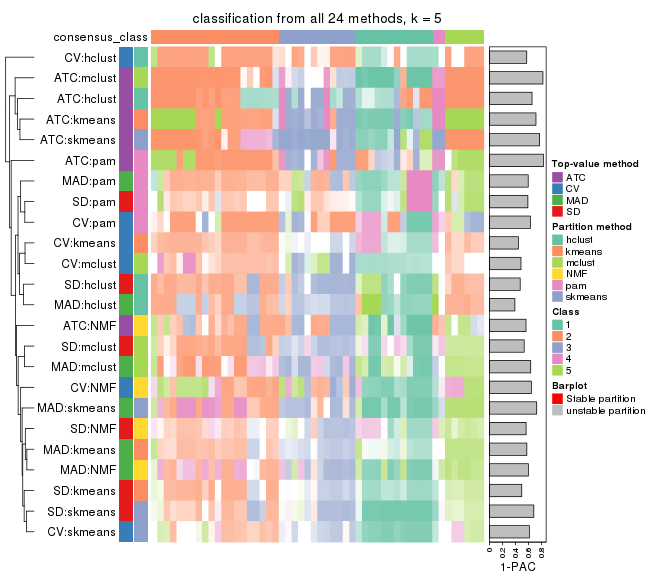 classification from all 24 methods, k = 5
consensus_class
CV:hclust
ATC:mclust
ATC:hclust
ATC:kmeans
ATC:skmeans
ATC:pam
MAD:pam
SD:pam
CV:pam
CV:kmeans
CV:mclust
SD:hclust
MAD:hclust
ATC:NMF
SD:mclust
MAD:mclust
CV:NMF
MAD:skmeans
SD:NMF
MAD:kmeans
MAD:NMF
SD:kmeans
SD:skmeans
CV:skmeans
0
0.2
0.4
0.6
0.8
1-PAC
Top-value method
ATC
CV
MAD
SD
Partition method
hclust
kmeans
mclust
NMF
pam
skmeans
Class
1
2
3
4
5
Barplot
Stable partition
unstable partition